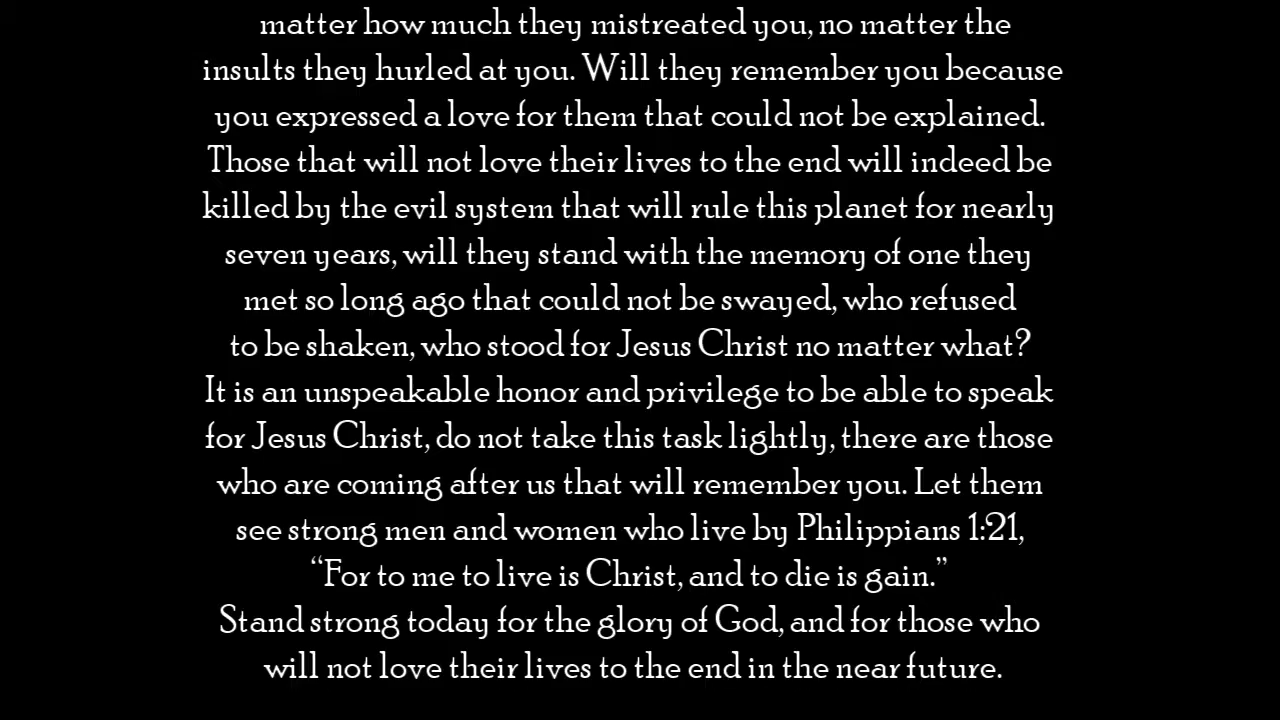 matter how much they mistreated you, no matter the
insults they hurled at you. Will they remember you because
you expressed a love for them that could not be explained.
Those that will not love their lives to the end will indeed be
killed by the evil system that will rule this planet for nearly
seven years, will they stand with the memory of one they
met so long ago that could not be swayed, who refused
to be shaken, who stood for Jesus Christ no matter what?
It is an unspeakable honor and privilege to be able to speak
for Jesus Christ, do not take this task lightly, there are those
who are coming after us that will remember you. Let them
see strong men and women who live by Philippians 1:21,
“For to me to live is Christ, and to die is gain.”
Stand strong today for the glory of God, and for those who
will not love their lives to the end in the near future.